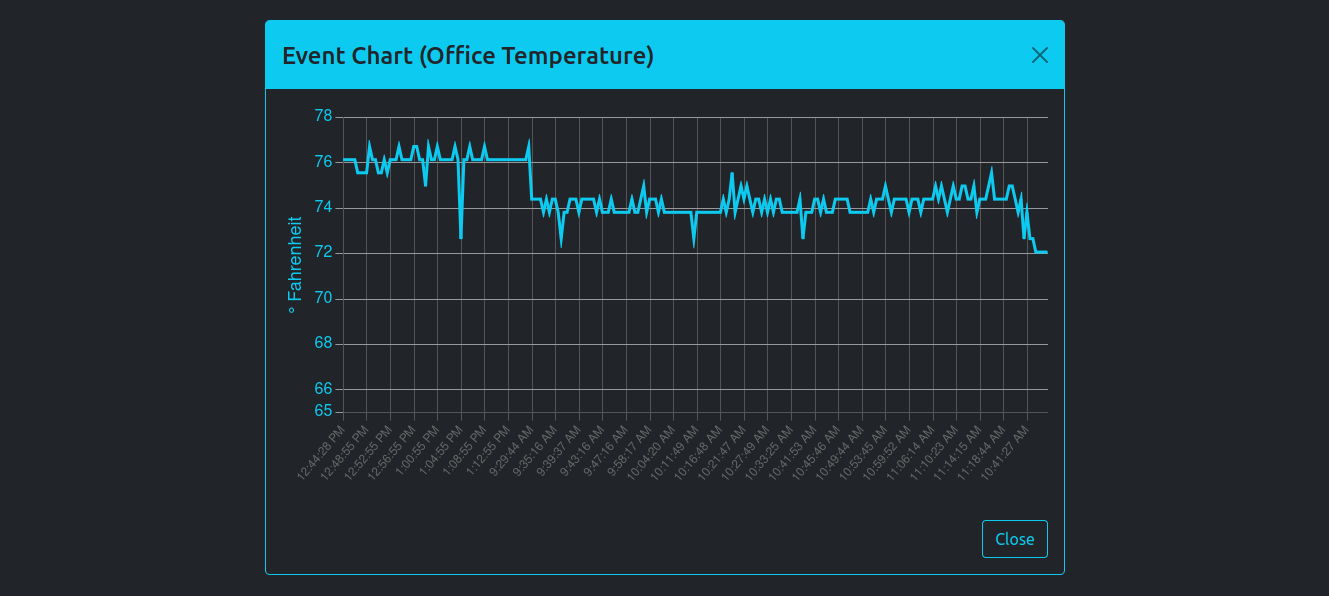 Event Chart (Office Temperature)
78
76
74
72
70
68
66
65
° Fahrenheit
12:44:28 PM
12:48:55 PM
12:52:55 PM
12:56:55 PM
1:00:55 PM
1:04:55 PM
1:08:55 PM
1:12:55 PM
9:29:44 AM
9:35:16 AM
9:39:37 AM
9:43:16 AM
9:47:16 AM
9:58:17 AM
10:04:20 AM
10:11:49 AM
10:16:48 AM
10:21:47 AM
10:27:49 AM
10:33:25 AM
10:41:53 AM
10:45:46 AM
10:49:44 AM
10:53:45 AM
10:59:52 AM
11:06:14 AM
11:10:23 AM
11:14:15 AM
11:18:44 AM
10:41:27 AM
Close